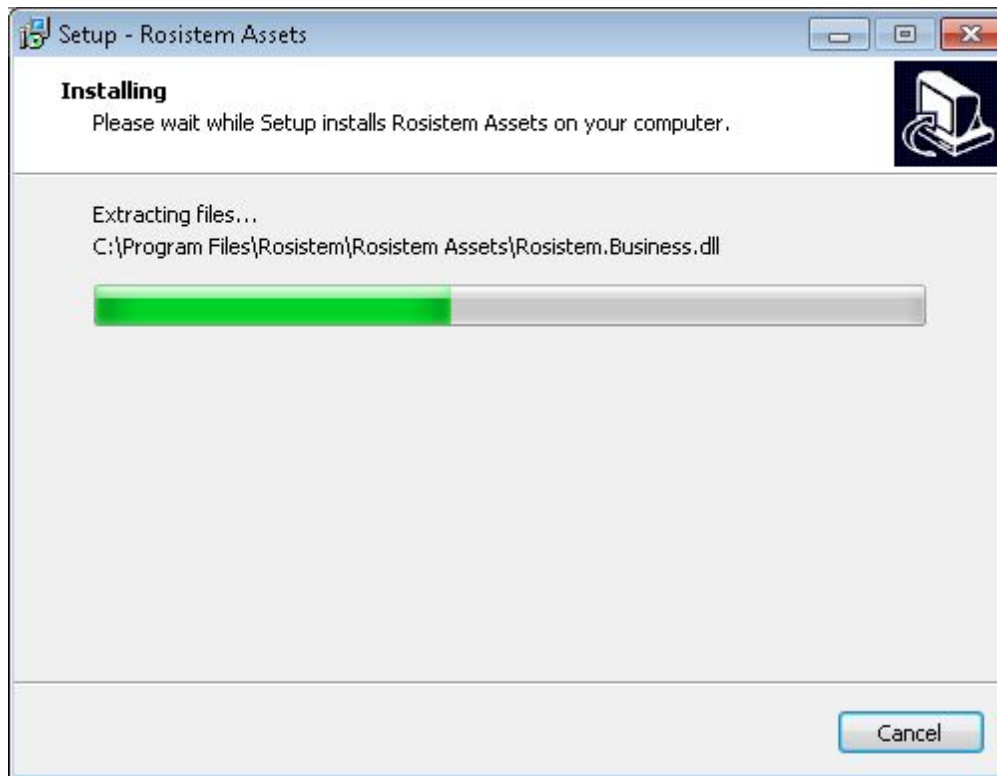 Setup - Rosistem Assets
Installing
Please wait while Setup installs Rosistem Assets on your computer.
Extracting files...
C:\Program Files\Rosistem\Rosistem Assets\Rosistem.Business.dll
Cancel